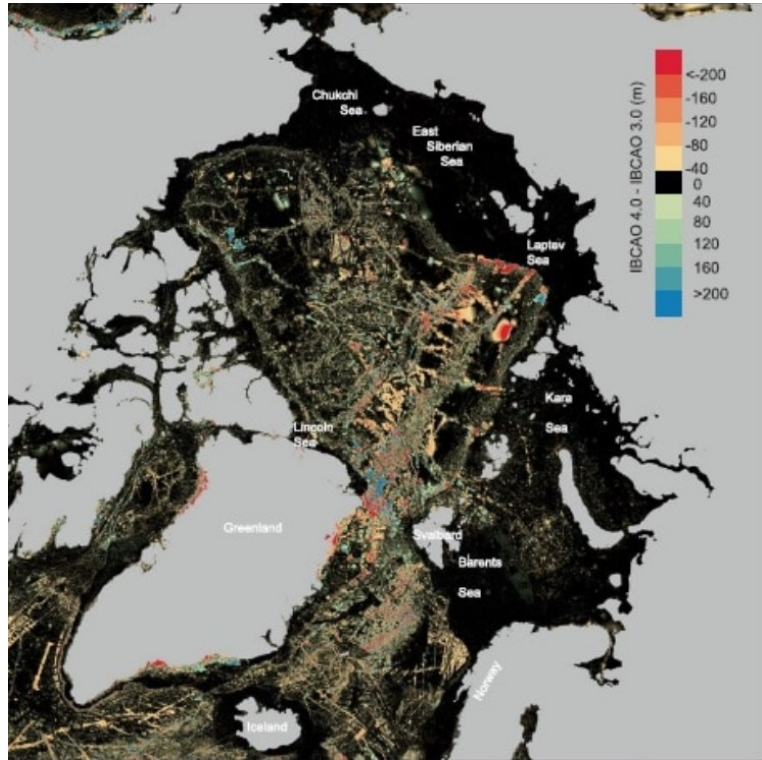 Chukchi
Sea
East
Siberian
Sea
Laptev
Sea
Kara
Sea
Lincoln
Sea
Greenland
Svalbard
Barents
Sea
Norway
Iceland
IBCAO 4.0 - IBCAO 3.0 (m)
<-200
-160
-120
-80
-40
0
40
80
120
160
>200